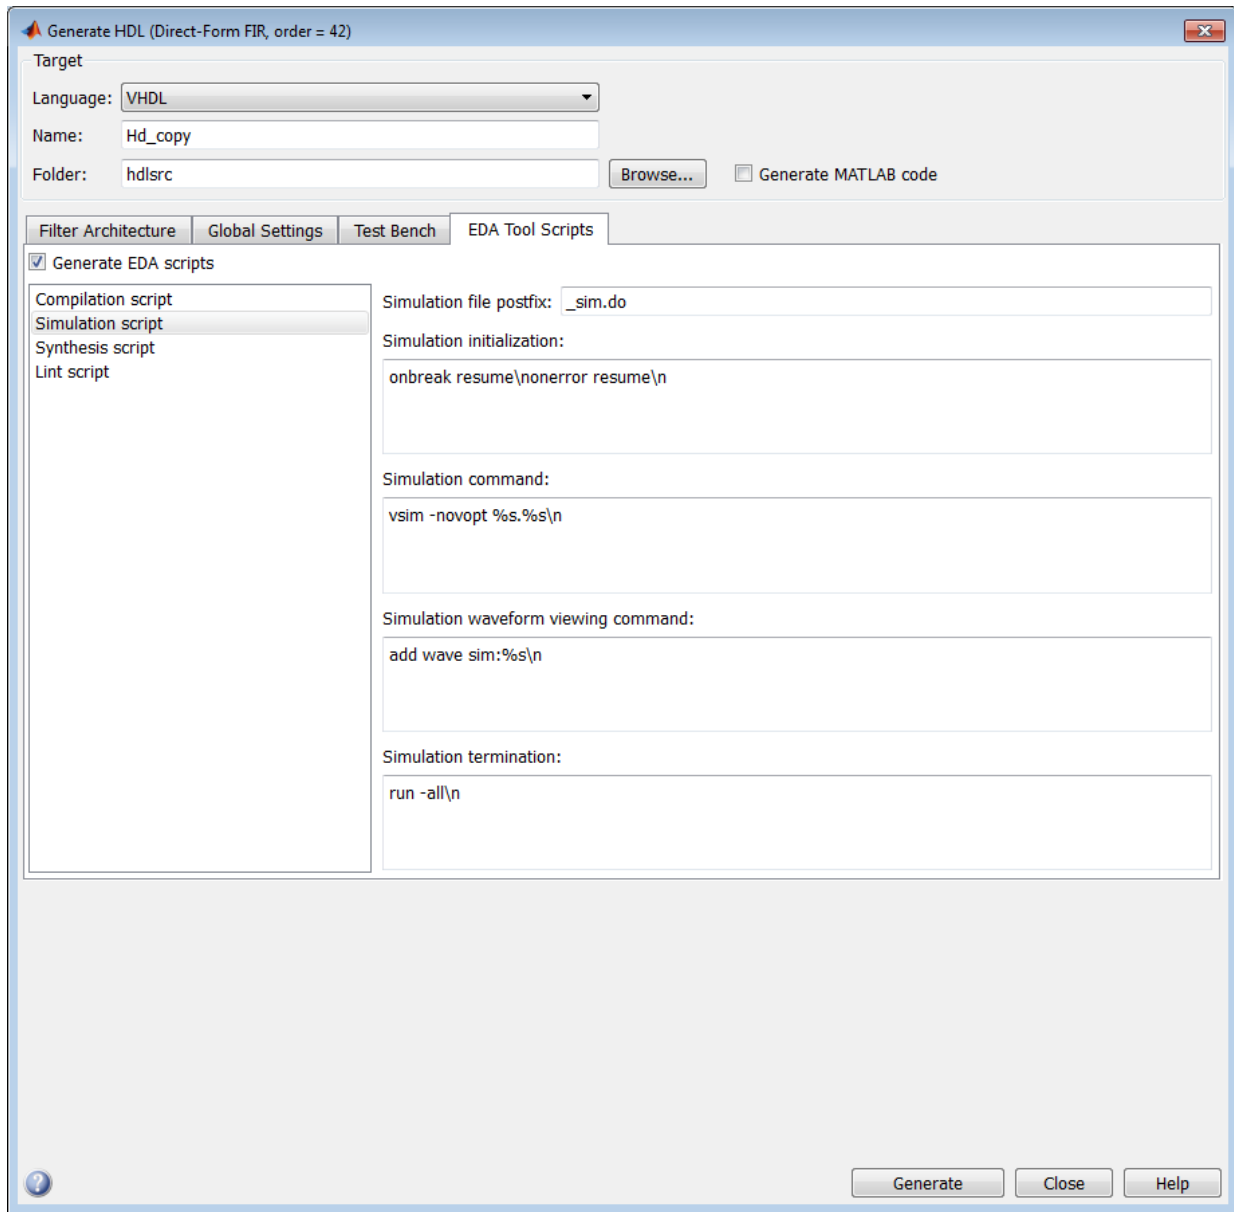 Generate HDL (Direct-Form FIR, order = 42)
Target
Language: VHDL
Name: Hd_copy
Folder: hdlsrc Browse... Generate MATLAB code
Filter Architecture Global Settings Test Bench EDA Tool Scripts
Generate EDA scripts
Compilation script
Simulation script
Synthesis script
Lint script
Simulation file postfix: _sim.do
Simulation initialization:
onbreak resume\nonerror resume\n
Simulation command:
vsim -novopt %s.%s\n
Simulation waveform viewing command:
add wave sim:%s\n
Simulation termination:
run -all\n
? Generate Close Help